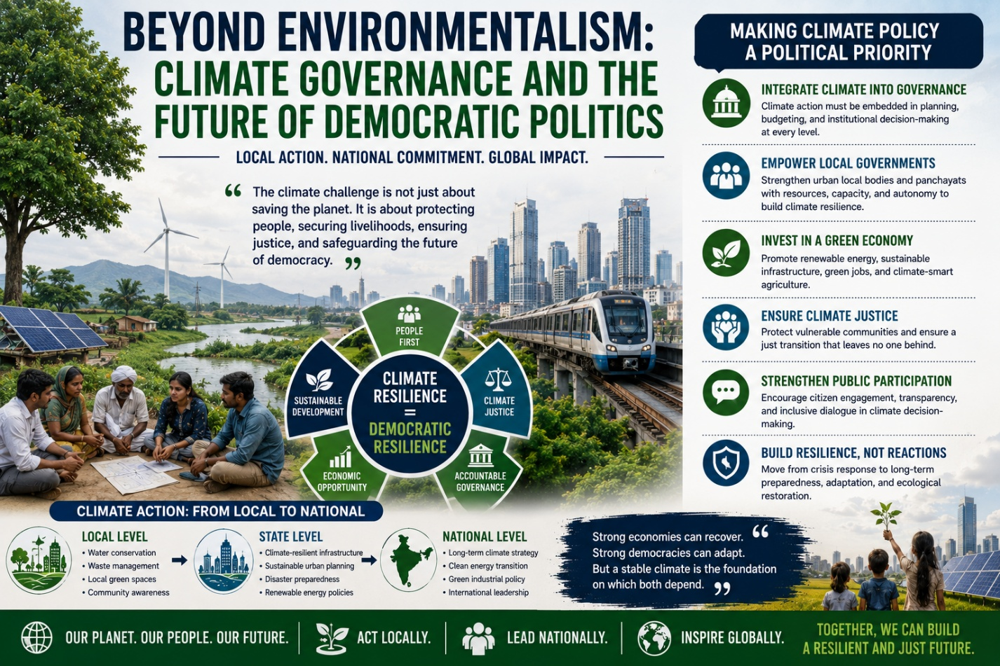 BEYOND ENVIRONMENTALISM:
CLIMATE GOVERNANCE AND THE
FUTURE OF DEMOCRATIC POLITICS
LOCAL ACTION. NATIONAL COMMITMENT. GLOBAL IMPACT.
“ The climate challenge is not just about
saving the planet. It is about protecting
people, securing livelihoods, ensuring
justice, and safeguarding the future
of democracy. ”
PEOPLE
FIRST
SUSTAINABLE
DEVELOPMENT
CLIMATE
RESILIENCE
=
DEMOCRATIC
RESILIENCE
CLIMATE
JUSTICE
ECONOMIC
OPPORTUNITY
ACCOUNTABLE
GOVERNANCE
MAKING CLIMATE POLICY
A POLITICAL PRIORITY
INTEGRATE CLIMATE INTO GOVERNANCE
Climate action must be embedded in planning,
budgeting, and institutional decision-making
at every level.
EMPOWER LOCAL GOVERNMENTS
Strengthen urban local bodies and panchayats
with resources, capacity, and autonomy to
build climate resilience.
INVEST IN A GREEN ECONOMY
Promote renewable energy, sustainable
infrastructure, green jobs, and climate-smart
agriculture.
ENSURE CLIMATE JUSTICE
Protect vulnerable communities and ensure a
just transition that leaves no one behind.
STRENGTHEN PUBLIC PARTICIPATION
Encourage citizen engagement, transparency,
and inclusive dialogue in climate decision-
making.
BUILD RESILIENCE, NOT REACTIONS
Move from crisis response to long-term
preparedness, adaptation, and ecological
restoration.
CLIMATE ACTION: FROM LOCAL TO NATIONAL
LOCAL LEVEL
• Water conservation
• Waste management
• Local green spaces
• Community awareness
STATE LEVEL
• Climate-resilient infrastructure
• Sustainable urban planning
• Disaster preparedness
• Renewable energy policies
NATIONAL LEVEL
• Long-term climate strategy
• Clean energy transition
• Green industrial policy
• International leadership
Strong economies can recover. “
Strong democracies can adapt.
But a stable climate is the foundation
on which both depend. ”
OUR PLANET. OUR PEOPLE. OUR FUTURE.
ACT LOCALLY.
LEAD NATIONALLY.
INSPIRE GLOBALLY.
TOGETHER, WE CAN BUILD
A RESILIENT AND JUST FUTURE.